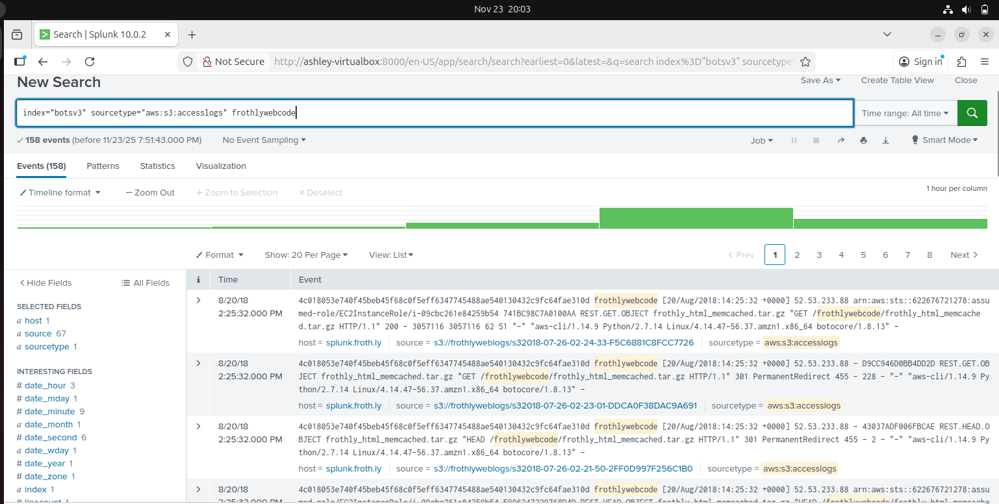 Nov 23 20:03
Search | Splunk 10.0.2
Not Secure
http://ashley-virtualbox:8000/en-US/app/search/search?earliest=0&latest=&q=search index%3D"botsv3" sourcetype
Sign in
New Search
Save As
Create Table View
Close
index="botsv3" sourcetype="aws:s3:accesslogs" frothlywebcode
Time range: All time
158 events (before 11/23/25 7:51:43.000 PM)
No Event Sampling
Job
Smart Mode
Events (158)
Patterns
Statistics
Visualization
Timeline format
— Zoom Out
+ Zoom to Selection
× Deselect
1 hour per column
Format
Show: 20 Per Page
View: List
< Prev
1
2
3
4
5
6
7
8
Next >
< Hide Fields
All Fields
SELECTED FIELDS
a host 1
a source 67
a sourcetype 1
INTERESTING FIELDS
# date_hour 3
# date_mday 1
# date_minute 9
a date_month 1
# date_second 6
a date_wday 1
# date_year 1
# date_zone 1
a index 1
# linecount 1
i
Time
Event
8/20/18
2:25:32.000 PM
4c018053e740f45beb45f68c0f5eff6347745488ae540130432c9fc64fae310d frothlywebcode [20/Aug/2018:14:25:32 +0000] 52.53.233.88 arn:aws:sts::622676721278:assu
med-role/EC2InstanceRole/i-09cbc261e84259b54 741BC98C7A0100AA REST.GET.OBJECT frothly_html_memcached.tar.gz "GET /frothlywebcode/frothly_html_memcache
d.tar.gz HTTP/1.1" 200 - 3057116 3057116 62 51 "-" "aws-cli/1.14.9 Python/2.7.14 Linux/4.14.47-56.37.amzn1.x86_64 botocore/1.8.13" -
host = splunk.froth.ly
source = s3://frothlyweblogs/s32018-07-26-02-24-33-F5C6881C8FCC7726
sourcetype = aws:s3:accesslogs
8/20/18
2:25:32.000 PM
4c018053e740f45beb45f68c0f5eff6347745488ae540130432c9fc64fae310d frothlywebcode [20/Aug/2018:14:25:32 +0000] 52.53.233.88 - D9CC946D0BB4DD2D REST.GET.OB
JECT frothly_html_memcached.tar.gz "GET /frothlywebcode/frothly_html_memcached.tar.gz HTTP/1.1" 301 PermanentRedirect 455 - 228 - "-" "aws-cli/1.14.9 Py
thon/2.7.14 Linux/4.14.47-56.37.amzn1.x86_64 botocore/1.8.13" -
host = splunk.froth.ly
source = s3://frothlyweblogs/s32018-07-26-02-23-01-DDCA0F38DAC9A691
sourcetype = aws:s3:accesslogs
8/20/18
2:25:32.000 PM
4c018053e740f45beb45f68c0f5eff6347745488ae540130432c9fc64fae310d frothlywebcode [20/Aug/2018:14:25:32 +0000] 52.53.233.88 - 43037ADF006FBCAE REST.HEAD.O
BJECT frothly_html_memcached.tar.gz "HEAD /frothlywebcode/frothly_html_memcached.tar.gz HTTP/1.1" 301 PermanentRedirect 455 - 2 - "-" "aws-cli/1.14.9 Py
thon/2.7.14 Linux/4.14.47-56.37.amzn1.x86_64 botocore/1.8.13" -
host = splunk.froth.ly
source = s3://frothlyweblogs/s32018-07-26-02-21-50-2FF0D997F256C1B0
sourcetype = aws:s3:accesslogs
8/20/18
2:25:32.000 PM
4c018053e740f45beb45f68c0f5eff6347745488ae540130432c9fc64fae310d frothlywebcode [20/Aug/2018:14:25:32 +0000] 52.53.233.88 arn:aws:sts::622676721278:assu